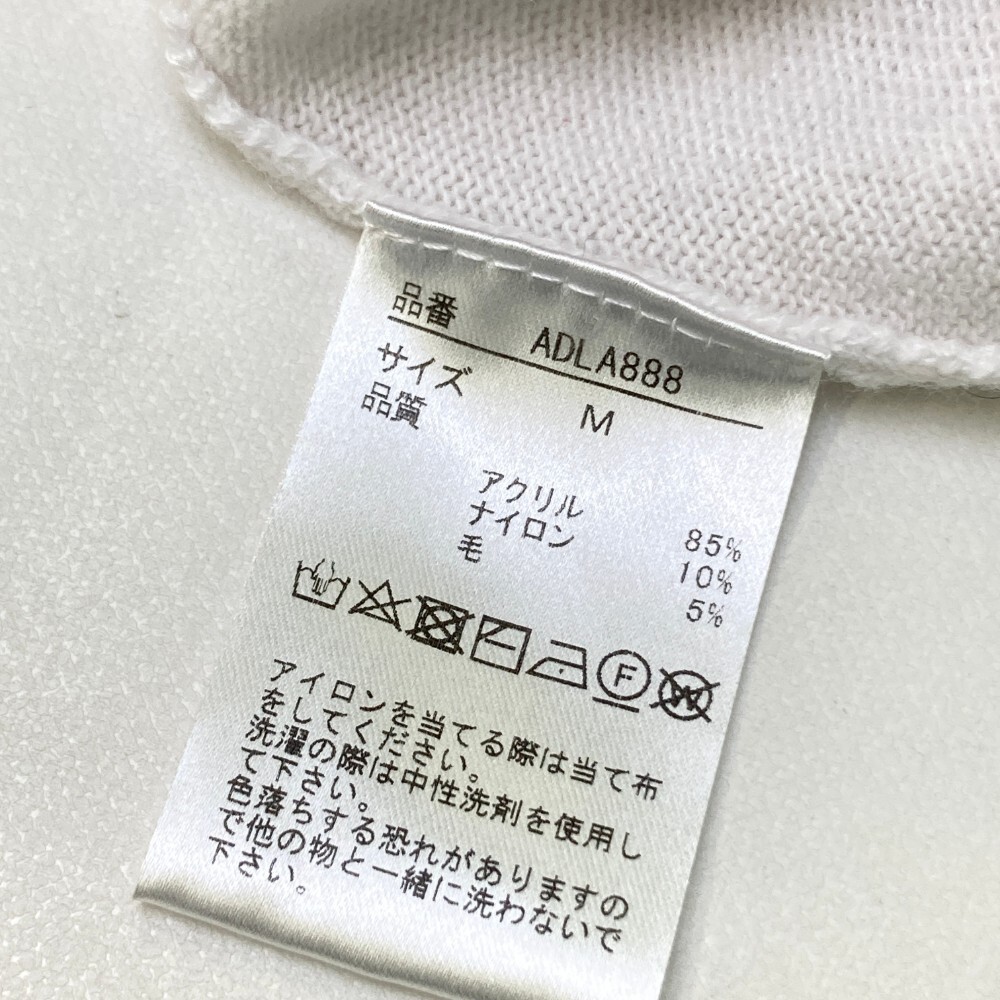 品番 ADLA888
サイズ M
品質
アクリル 85%
ナイロン 10%
毛 5%
F W
アイロンを当てる際は当て布
をしてください。
洗濯の際は中性洗剤を使用し
て下さい。
色落ちする恐れがありますの
で他の物と一緒に洗わないで
下さい。